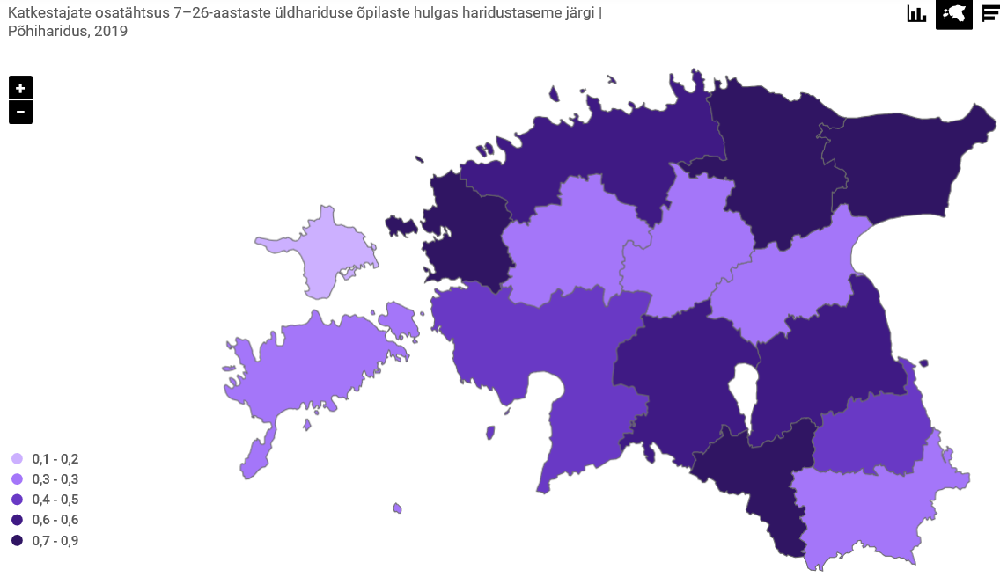 Katkestajate osatähtsus 7–26-aastaste üldhariduse õpilaste hulgas haridustaseme järgi |
Põhiharidus, 2019
+
−
0,1 - 0,2
0,3 - 0,3
0,4 - 0,5
0,6 - 0,6
0,7 - 0,9